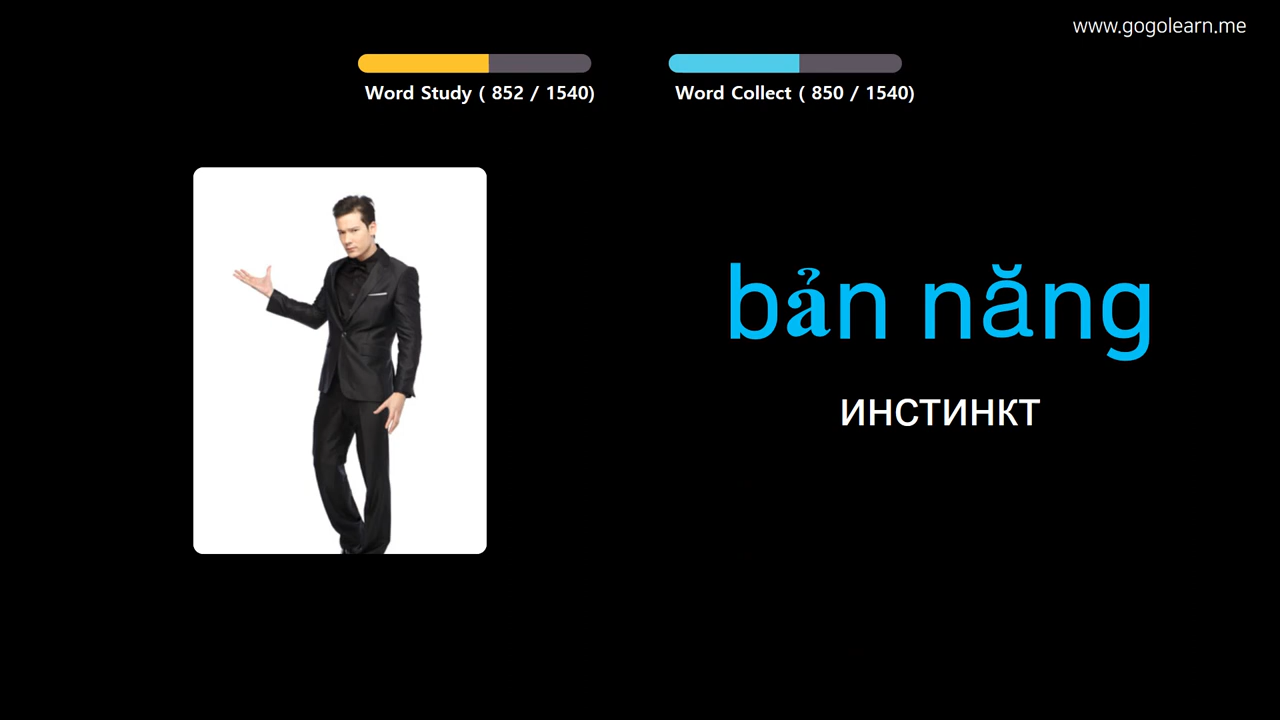 www.gogolearn.me
Word Study ( 852 / 1540)
Word Collect ( 850 / 1540)
bản năng
инстинкт